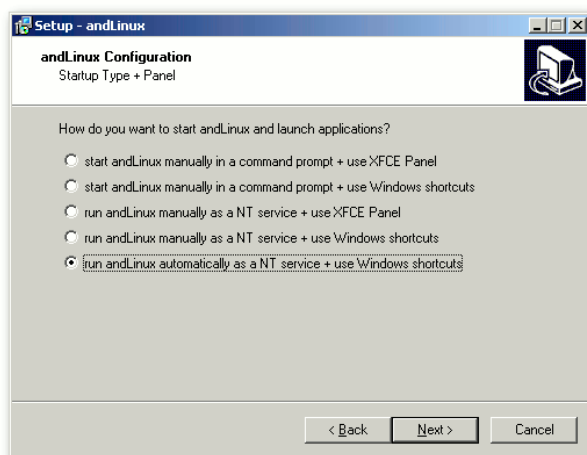 Setup - andLinux
andLinux Configuration
Startup Type + Panel
How do you want to start andLinux and launch applications?
start andLinux manually in a command prompt + use XFCE Panel
start andLinux manually in a command prompt + use Windows shortcuts
run andLinux manually as a NT service + use XFCE Panel
run andLinux manually as a NT service + use Windows shortcuts
run andLinux automatically as a NT service + use Windows shortcuts
< Back Next > Cancel